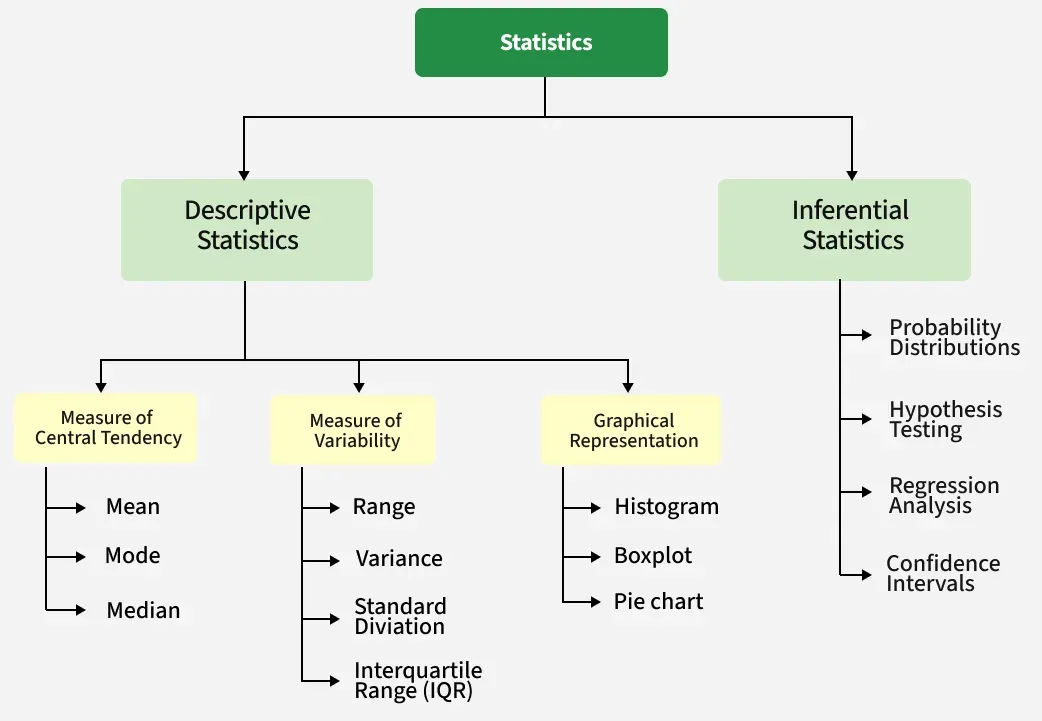 Statistics
Descriptive
Statistics
Inferential
Statistics
Measure of
Central Tendency
Mean
Mode
Median
Measure of
Variability
Range
Variance
Standard
Diviation
Interquartile
Range (IQR)
Graphical
Representation
Histogram
Boxplot
Pie chart
Probability
Distributions
Hypothesis
Testing
Regression
Analysis
Confidence
Intervals